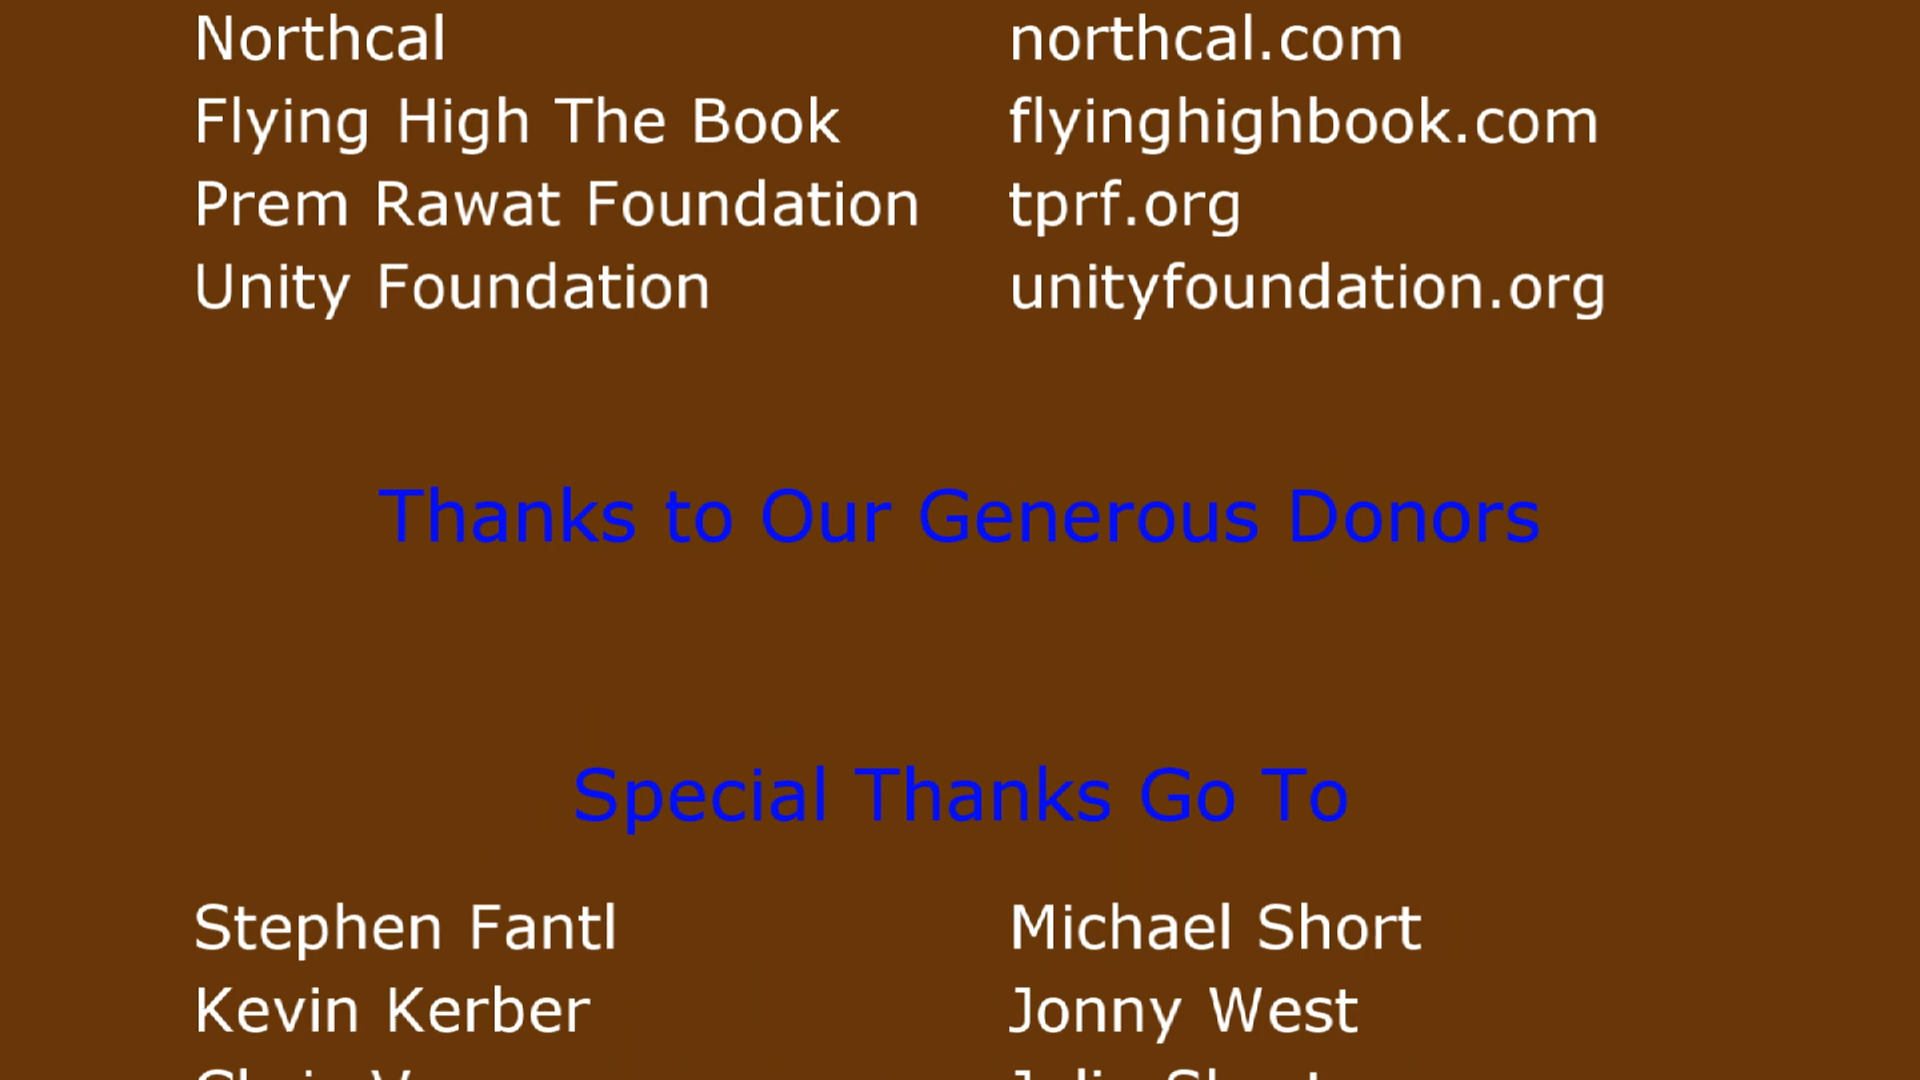 Northcal northcal.com
Flying High The Book flyinghighbook.com
Prem Rawat Foundation tprf.org
Unity Foundation unityfoundation.org
Thanks to Our Generous Donors
Special Thanks Go To
Stephen Fantl Michael Short
Kevin Kerber Jonny West